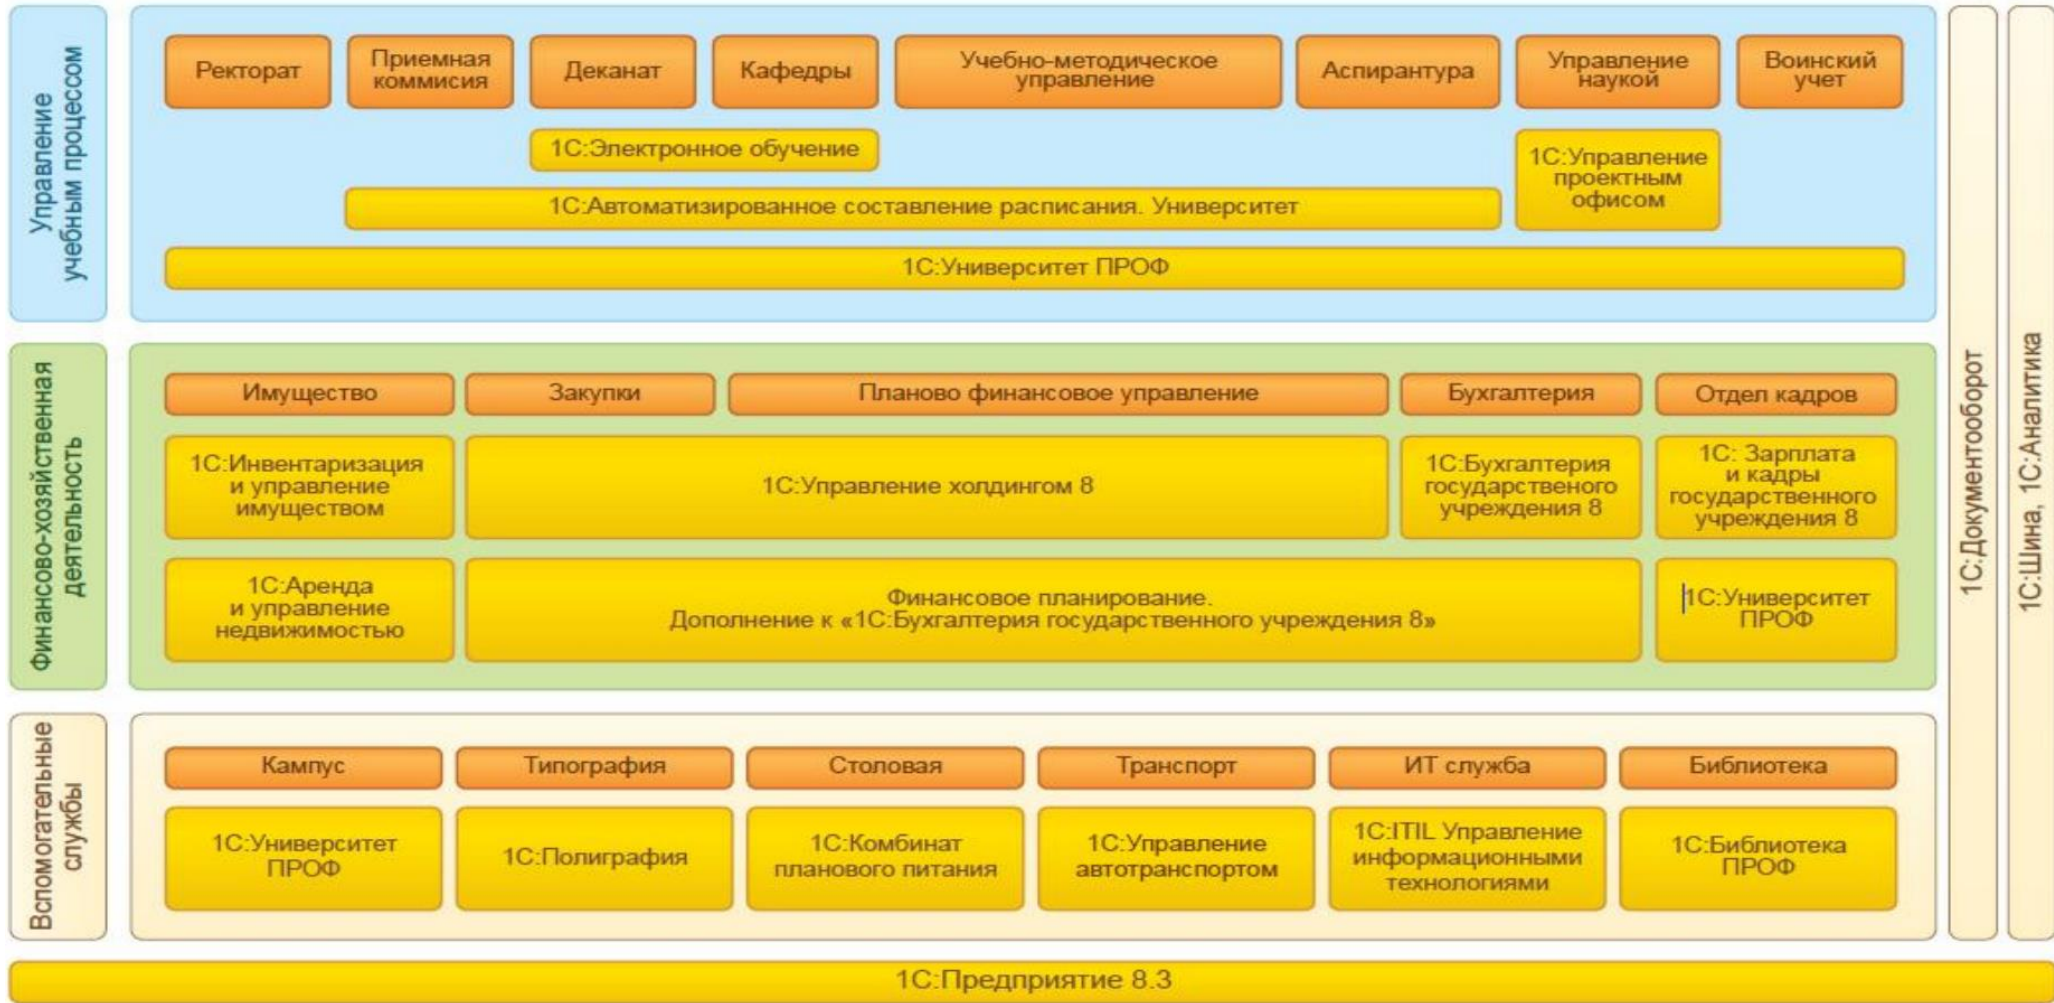 Управление
учебным процессом
Ректорат
Приемная
коммисия
Деканат
Кафедры
Учебно-методическое
управление
Аспирантура
Управление
наукой
Воинский
учет
1С:Электронное обучение
1С:Управление
проектным
офисом
1С:Автоматизированное составление расписания. Университет
1С:Университет ПРОФ
Финансово-хозяйственная
деятельность
Имущество
Закупки
Планово финансовое управление
Бухгалтерия
Отдел кадров
1С:Инвентаризация
и управление
имуществом
1С:Управление холдингом 8
1С:Бухгалтерия
государственого
учреждения 8
1С: Зарплата
и кадры
государственного
учреждения 8
1С:Аренда
и управление
недвижимостью
Финансовое планирование.
Дополнение к «1С:Бухгалтерия государственного учреждения 8»
1С:Университет
ПРОФ
Вспомогательные
службы
Кампус
Типография
Столовая
Транспорт
ИТ служба
Библиотека
1С:Университет
ПРОФ
1С:Полиграфия
1С:Комбинат
планового питания
1С:Управление
автотранспортом
1С:ITIL Управление
информационными
технологиями
1С:Библиотека
ПРОФ
1С:Документооборот
1С:Шина, 1С:Аналитика
1С:Предприятие 8.3